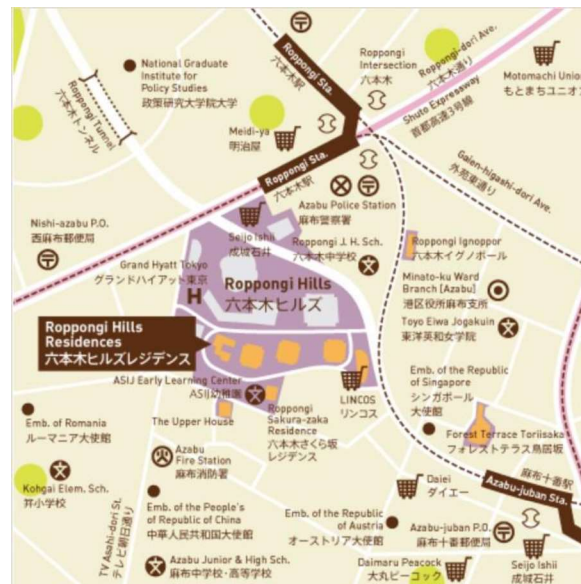 National Graduate
Institute for
Policy Studies
政策研究大学院大学
Roppongi Tunnel
六本木トンネル
Roppongi Sta.
六本木駅
Roppongi
Intersection
六本木
Roppongi-dori Ave.
六本木通り
Shuto Expressway
首都高速3号線
Motomachi Union
もとまちユニオン
Meidi-ya
明治屋
Roppongi Sta.
六本木駅
Gaien-higashi-dori Ave.
外苑東通り
Azabu Police Station
麻布警察署
Nishi-azabu P.O.
西麻布郵便局
Seijo Ishii
成城石井
Roppongi J. H. Sch.
六本木中学校
Roppongi Ignoppor
六本木イグノポール
Grand Hyatt Tokyo
グランドハイアット東京
H
Roppongi Hills
六本木ヒルズ
Minato-ku Ward
Branch [Azabu]
港区役所麻布支所
Toyo Eiwa Jogakuin
東洋英和女学院
Roppongi Hills
Residences
六本木ヒルズレジデンス
ASIJ Early Learning Center
ASIJ幼稚園
LINCOS
リンコス
Emb. of the Republic
of Singapore
シンガポール
大使館
Emb. of Romania
ルーマニア大使館
The Upper House
Roppongi
Sakura-zaka
Residence
六本木さくら坂
レジデンス
Forest Terrace Toriisaka
フォレストテラス鳥居坂
Azabu
Fire Station
麻布消防署
Kohgai Elem. Sch.
笄小学校
Daiei
ダイエー
麻布十番駅
Azabu-juban Sta.
TV Asahi-dori St.
テレビ朝日通り
Emb. of the People's
Republic of China
中華人民共和国大使館
Emb. of the Republic
of Austria
オーストリア大使館
Azabu-juban P.O.
麻布十番郵便局
Azabu Junior & High Sch.
麻布中学校・高等学校
Daimaru Peacock
大丸ピーコック
Seijo Ishii
成城石井